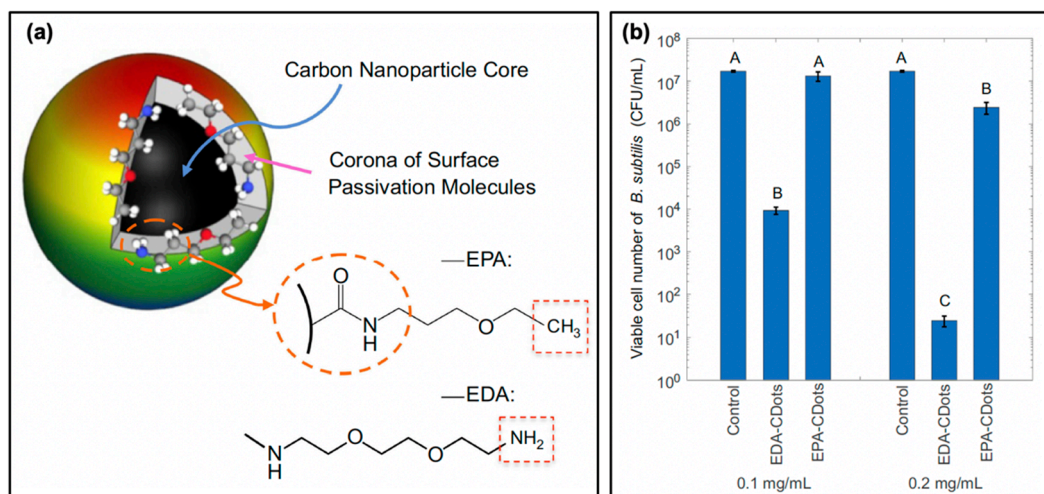 (a)
Carbon Nanoparticle Core
Corona of Surface
Passivation Molecules
—EPA:
O
N
H
O
CH3
—EDA:
N
H
O
O
NH2
(b)
Viable cell number of B. subtilis (CFU/mL)
10^8
10^7
10^6
10^5
10^4
10^3
10^2
10^1
10^0
A
B
A
A
C
B
Control
EDA-CDots
EPA-CDots
Control
EDA-CDots
EPA-CDots
0.1 mg/mL
0.2 mg/mL